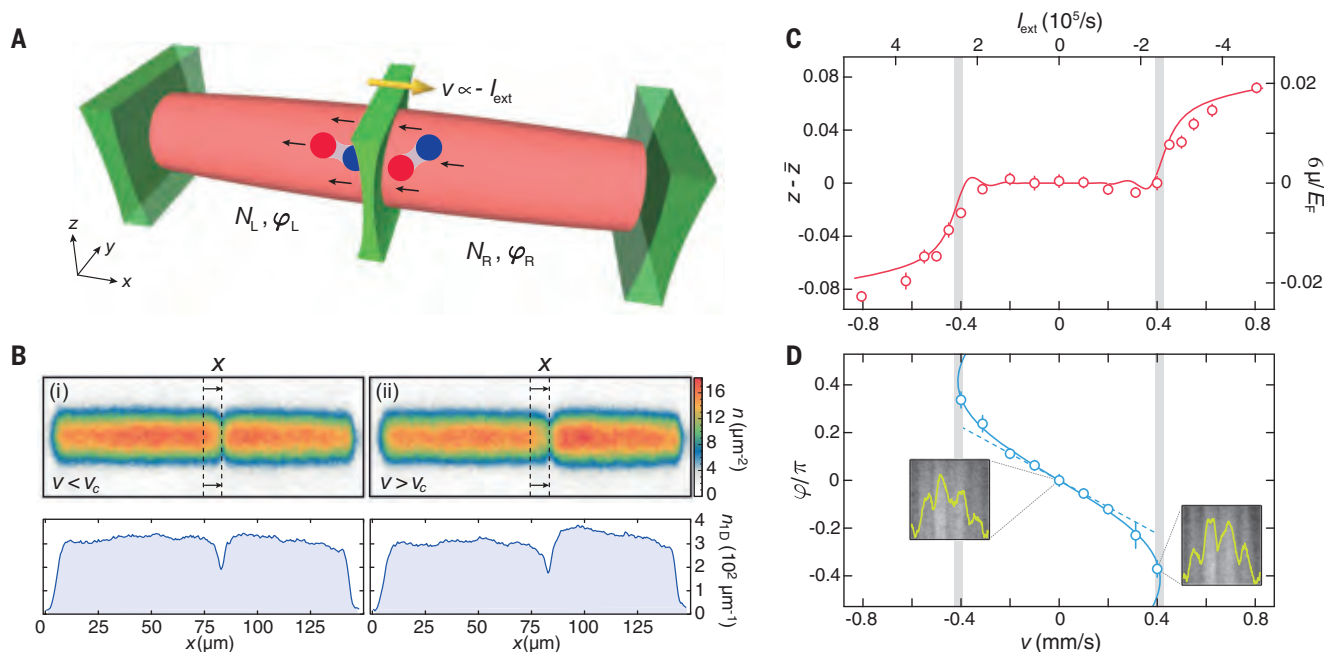 A
v ∝ - I_ext
N_L , φ_L
N_R , φ_R
z
y
x
B
x
x
(i)
(ii)
v < v_c
v > v_c
16
12
8
4
0
n (μm⁻²)
4
3
2
1
0
n_1D (10² μm⁻¹)
0 25 50 75 100 125
x(μm)
0 25 50 75 100 125
x(μm)
C
I_ext (10⁵/s)
4 2 1 0 -1 -2 -4
0.08
0.04
0
-0.04
-0.08
z - z̄
0.02
0
-0.02
6μ/E_F
-0.8 -0.4 0 0.4 0.8
D
0.4
0.2
0
-0.2
-0.4
φ/π
-0.8 -0.4 0 0.4 0.8
v (mm/s)